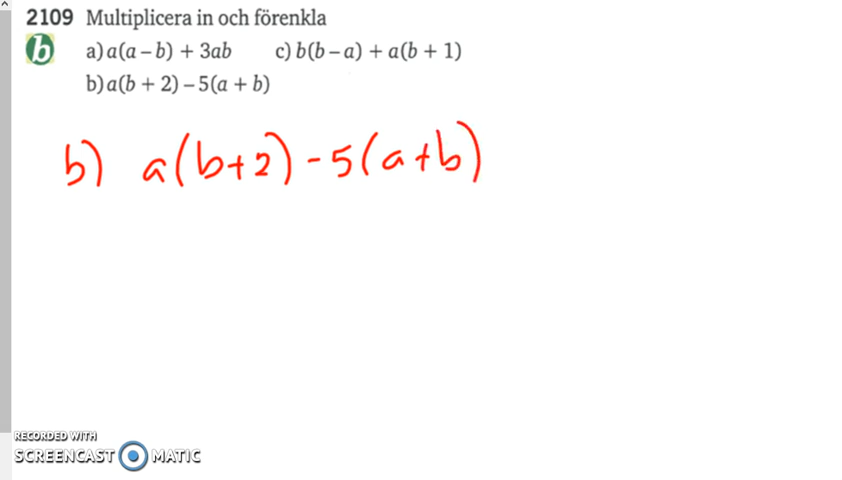 2109 Multiplicera in och förenkla
b a) a(a – b) + 3ab c) b(b – a) + a(b + 1)
b) a(b + 2) – 5(a + b)
b) a(b+2) - 5(a+b)
RECORDED WITH
SCREENCAST MATIC